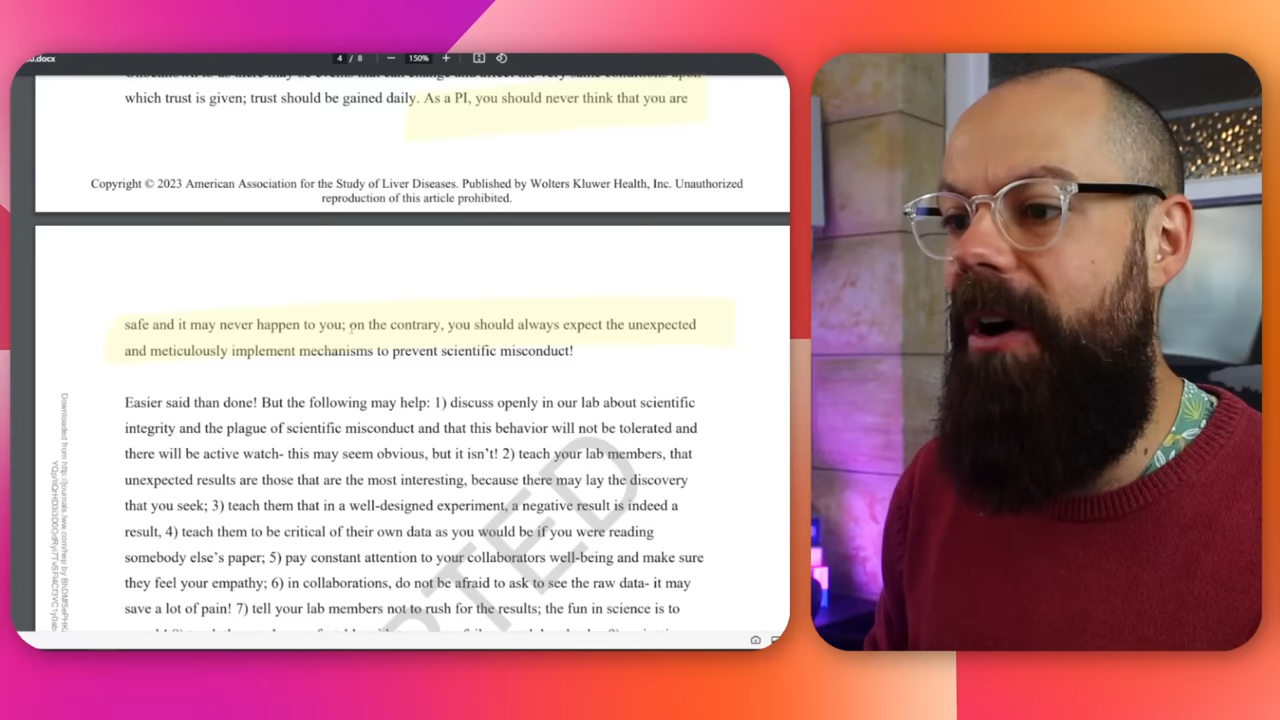 .docx
4 / 8
150%
which trust is given; trust should be gained daily. As a PI, you should never think that you are
Copyright © 2023 American Association for the Study of Liver Diseases. Published by Wolters Kluwer Health, Inc. Unauthorized
reproduction of this article prohibited.
safe and it may never happen to you; on the contrary, you should always expect the unexpected
and meticulously implement mechanisms to prevent scientific misconduct!
Easier said than done! But the following may help: 1) discuss openly in our lab about scientific
integrity and the plague of scientific misconduct and that this behavior will not be tolerated and
there will be active watch- this may seem obvious, but it isn’t! 2) teach your lab members, that
unexpected results are those that are the most interesting, because there may lay the discovery
that you seek; 3) teach them that in a well-designed experiment, a negative result is indeed a
result, 4) teach them to be critical of their own data as you would be if you were reading
somebody else’s paper; 5) pay constant attention to your collaborators well-being and make sure
they feel your empathy; 6) in collaborations, do not be afraid to ask to see the raw data- it may
save a lot of pain! 7) tell your lab members not to rush for the results; the fun in science is to
Downloaded from http://journals.lww.com/hep by
RTED